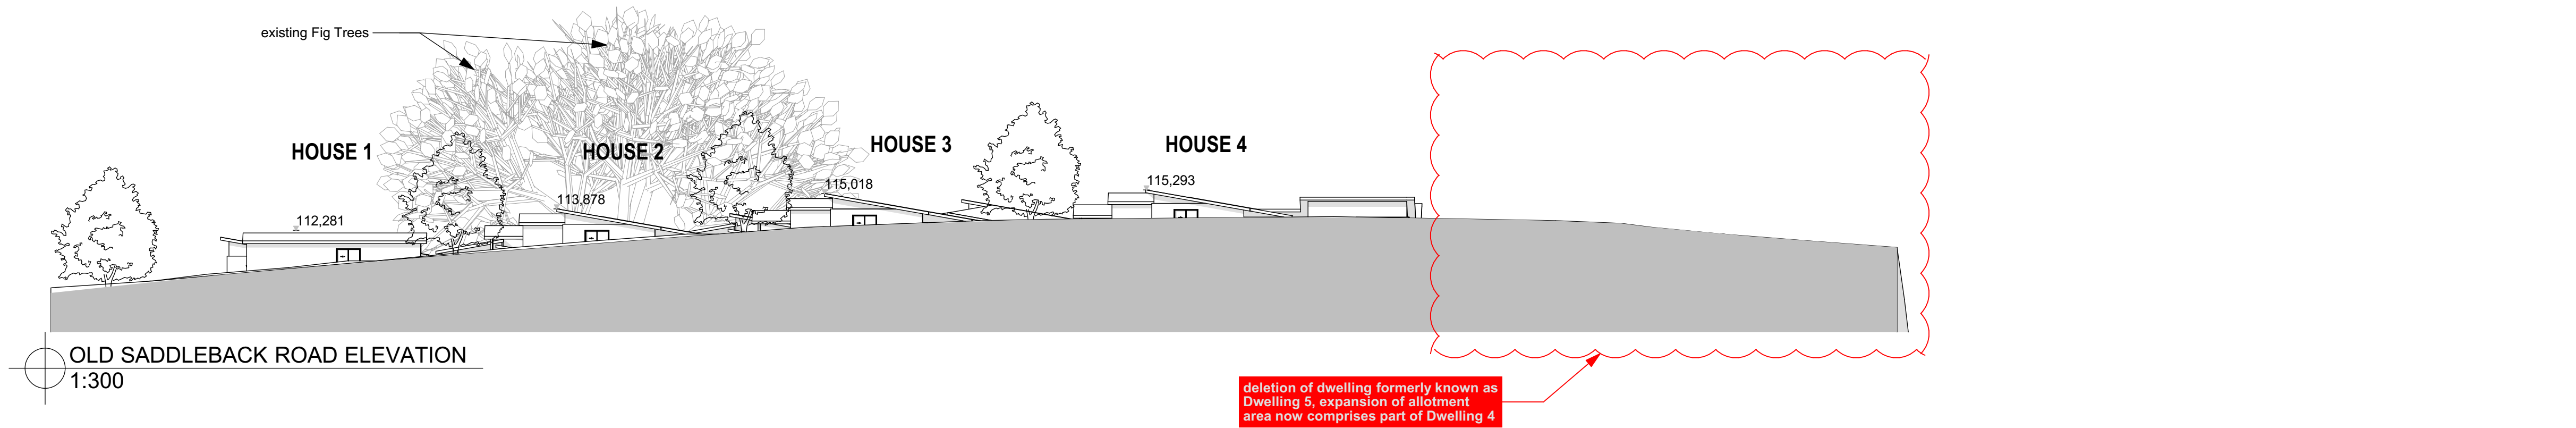 existing Fig Trees
HOUSE 1
HOUSE 2
HOUSE 3
HOUSE 4
112,281
113,878
115,018
115,293
OLD SADDLEBACK ROAD ELEVATION
1:300
deletion of dwelling formerly known as
Dwelling 5, expansion of allotment
area now comprises part of Dwelling 4